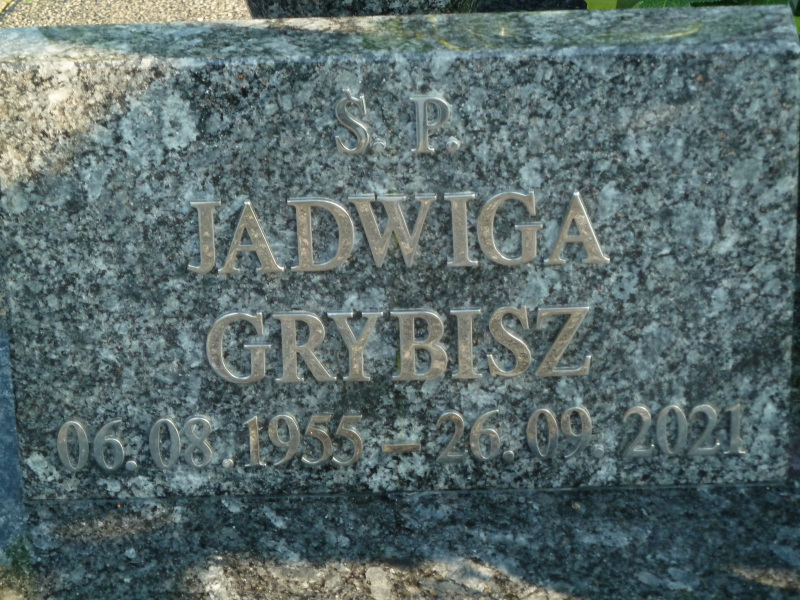 Ś. P.
JADWIGA
GRYBISZ
06.08.1955 – 26.09.2021